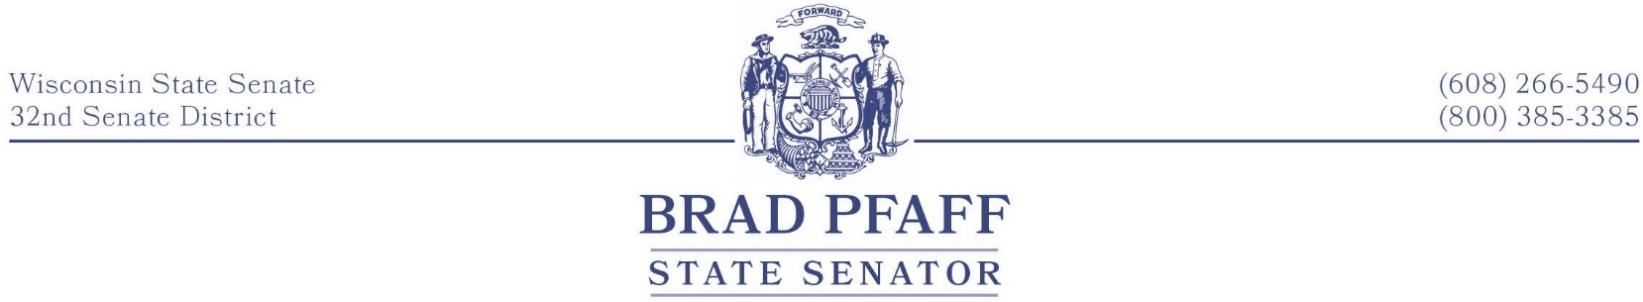 FORWARD
Wisconsin State Senate
32nd Senate District
(608) 266-5490
(800) 385-3385
BRAD PFAFF
STATE SENATOR